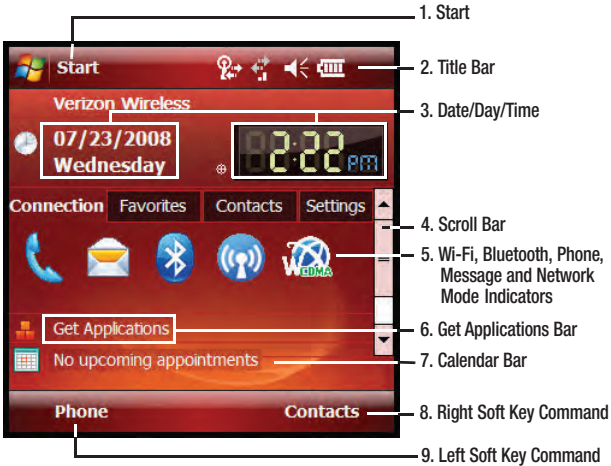 1. Start
Start
2. Title Bar
Verizon Wireless
3. Date/Day/Time
07/23/2008
Wednesday
2:22 PM
Connection Favorites Contacts Settings
4. Scroll Bar
5. Wi-Fi, Bluetooth, Phone,
Message and Network
Mode Indicators
WCDMA
Get Applications
6. Get Applications Bar
No upcoming appointments
7. Calendar Bar
Phone Contacts
8. Right Soft Key Command
9. Left Soft Key Command